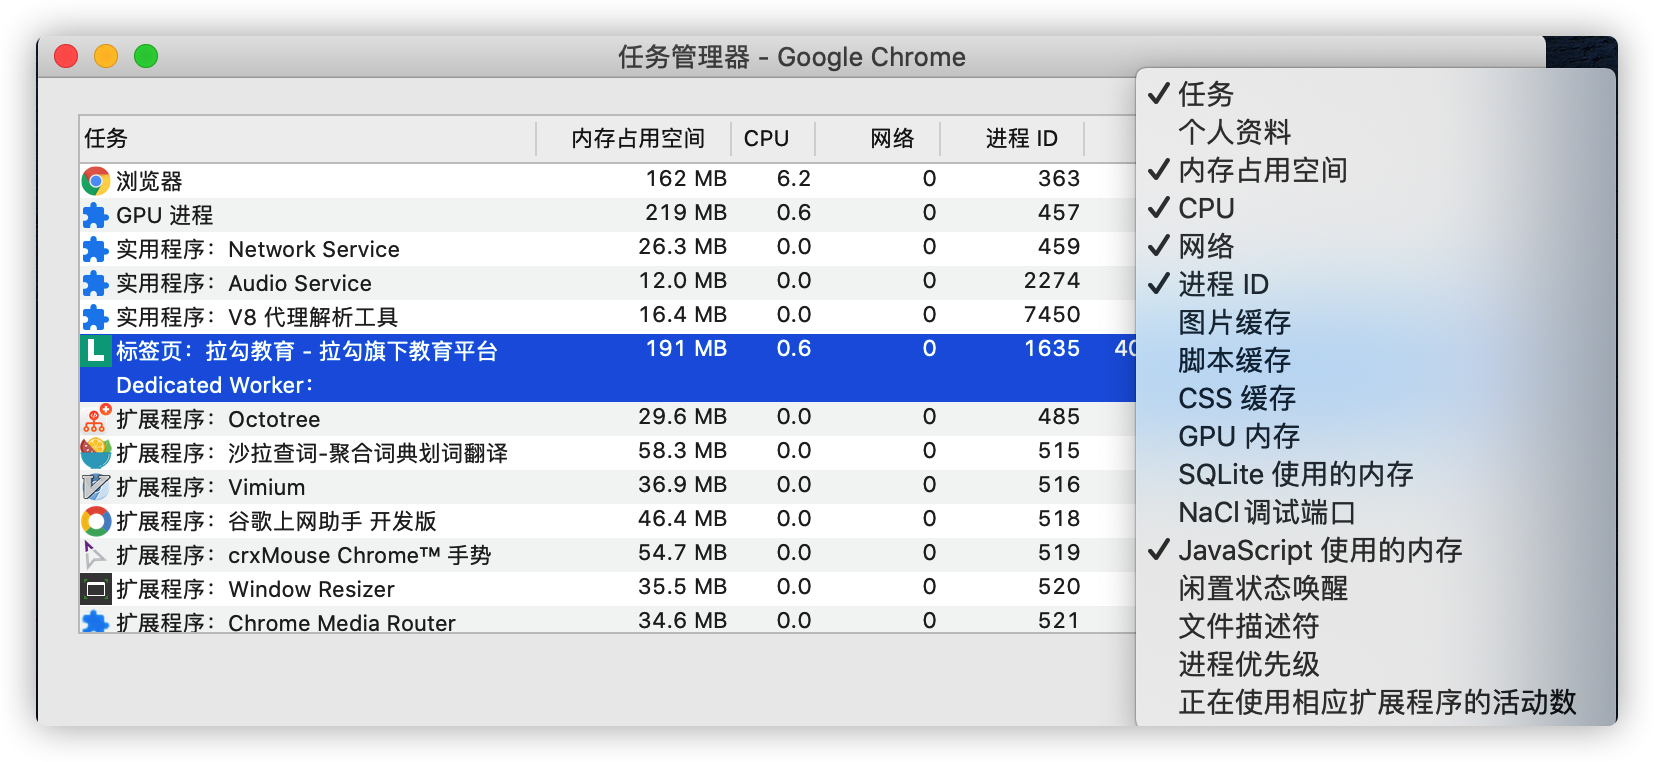 任务管理器 - Google Chrome
任务 内存占用空间 CPU 网络 进程 ID
浏览器 162 MB 6.2 0 363
GPU 进程 219 MB 0.6 0 457
实用程序：Network Service 26.3 MB 0.0 0 459
实用程序：Audio Service 12.0 MB 0.0 0 2274
实用程序：V8 代理解析工具 16.4 MB 0.0 0 7450
标签页：拉勾教育 - 拉勾旗下教育平台 191 MB 0.6 0 1635 40
Dedicated Worker：
扩展程序：Octotree 29.6 MB 0.0 0 485
扩展程序：沙拉查词-聚合词典划词翻译 58.3 MB 0.0 0 515
扩展程序：Vimium 36.9 MB 0.0 0 516
扩展程序：谷歌上网助手 开发版 46.4 MB 0.0 0 518
扩展程序：crxMouse Chrome™ 手势 54.7 MB 0.0 0 519
扩展程序：Window Resizer 35.5 MB 0.0 0 520
扩展程序：Chrome Media Router 34.6 MB 0.0 0 521
✓ 任务
个人资料
✓ 内存占用空间
✓ CPU
✓ 网络
✓ 进程 ID
图片缓存
脚本缓存
CSS 缓存
GPU 内存
SQLite 使用的内存
NaCl 调试端口
✓ JavaScript 使用的内存
闲置状态唤醒
文件描述符
进程优先级
正在使用相应扩展程序的活动数